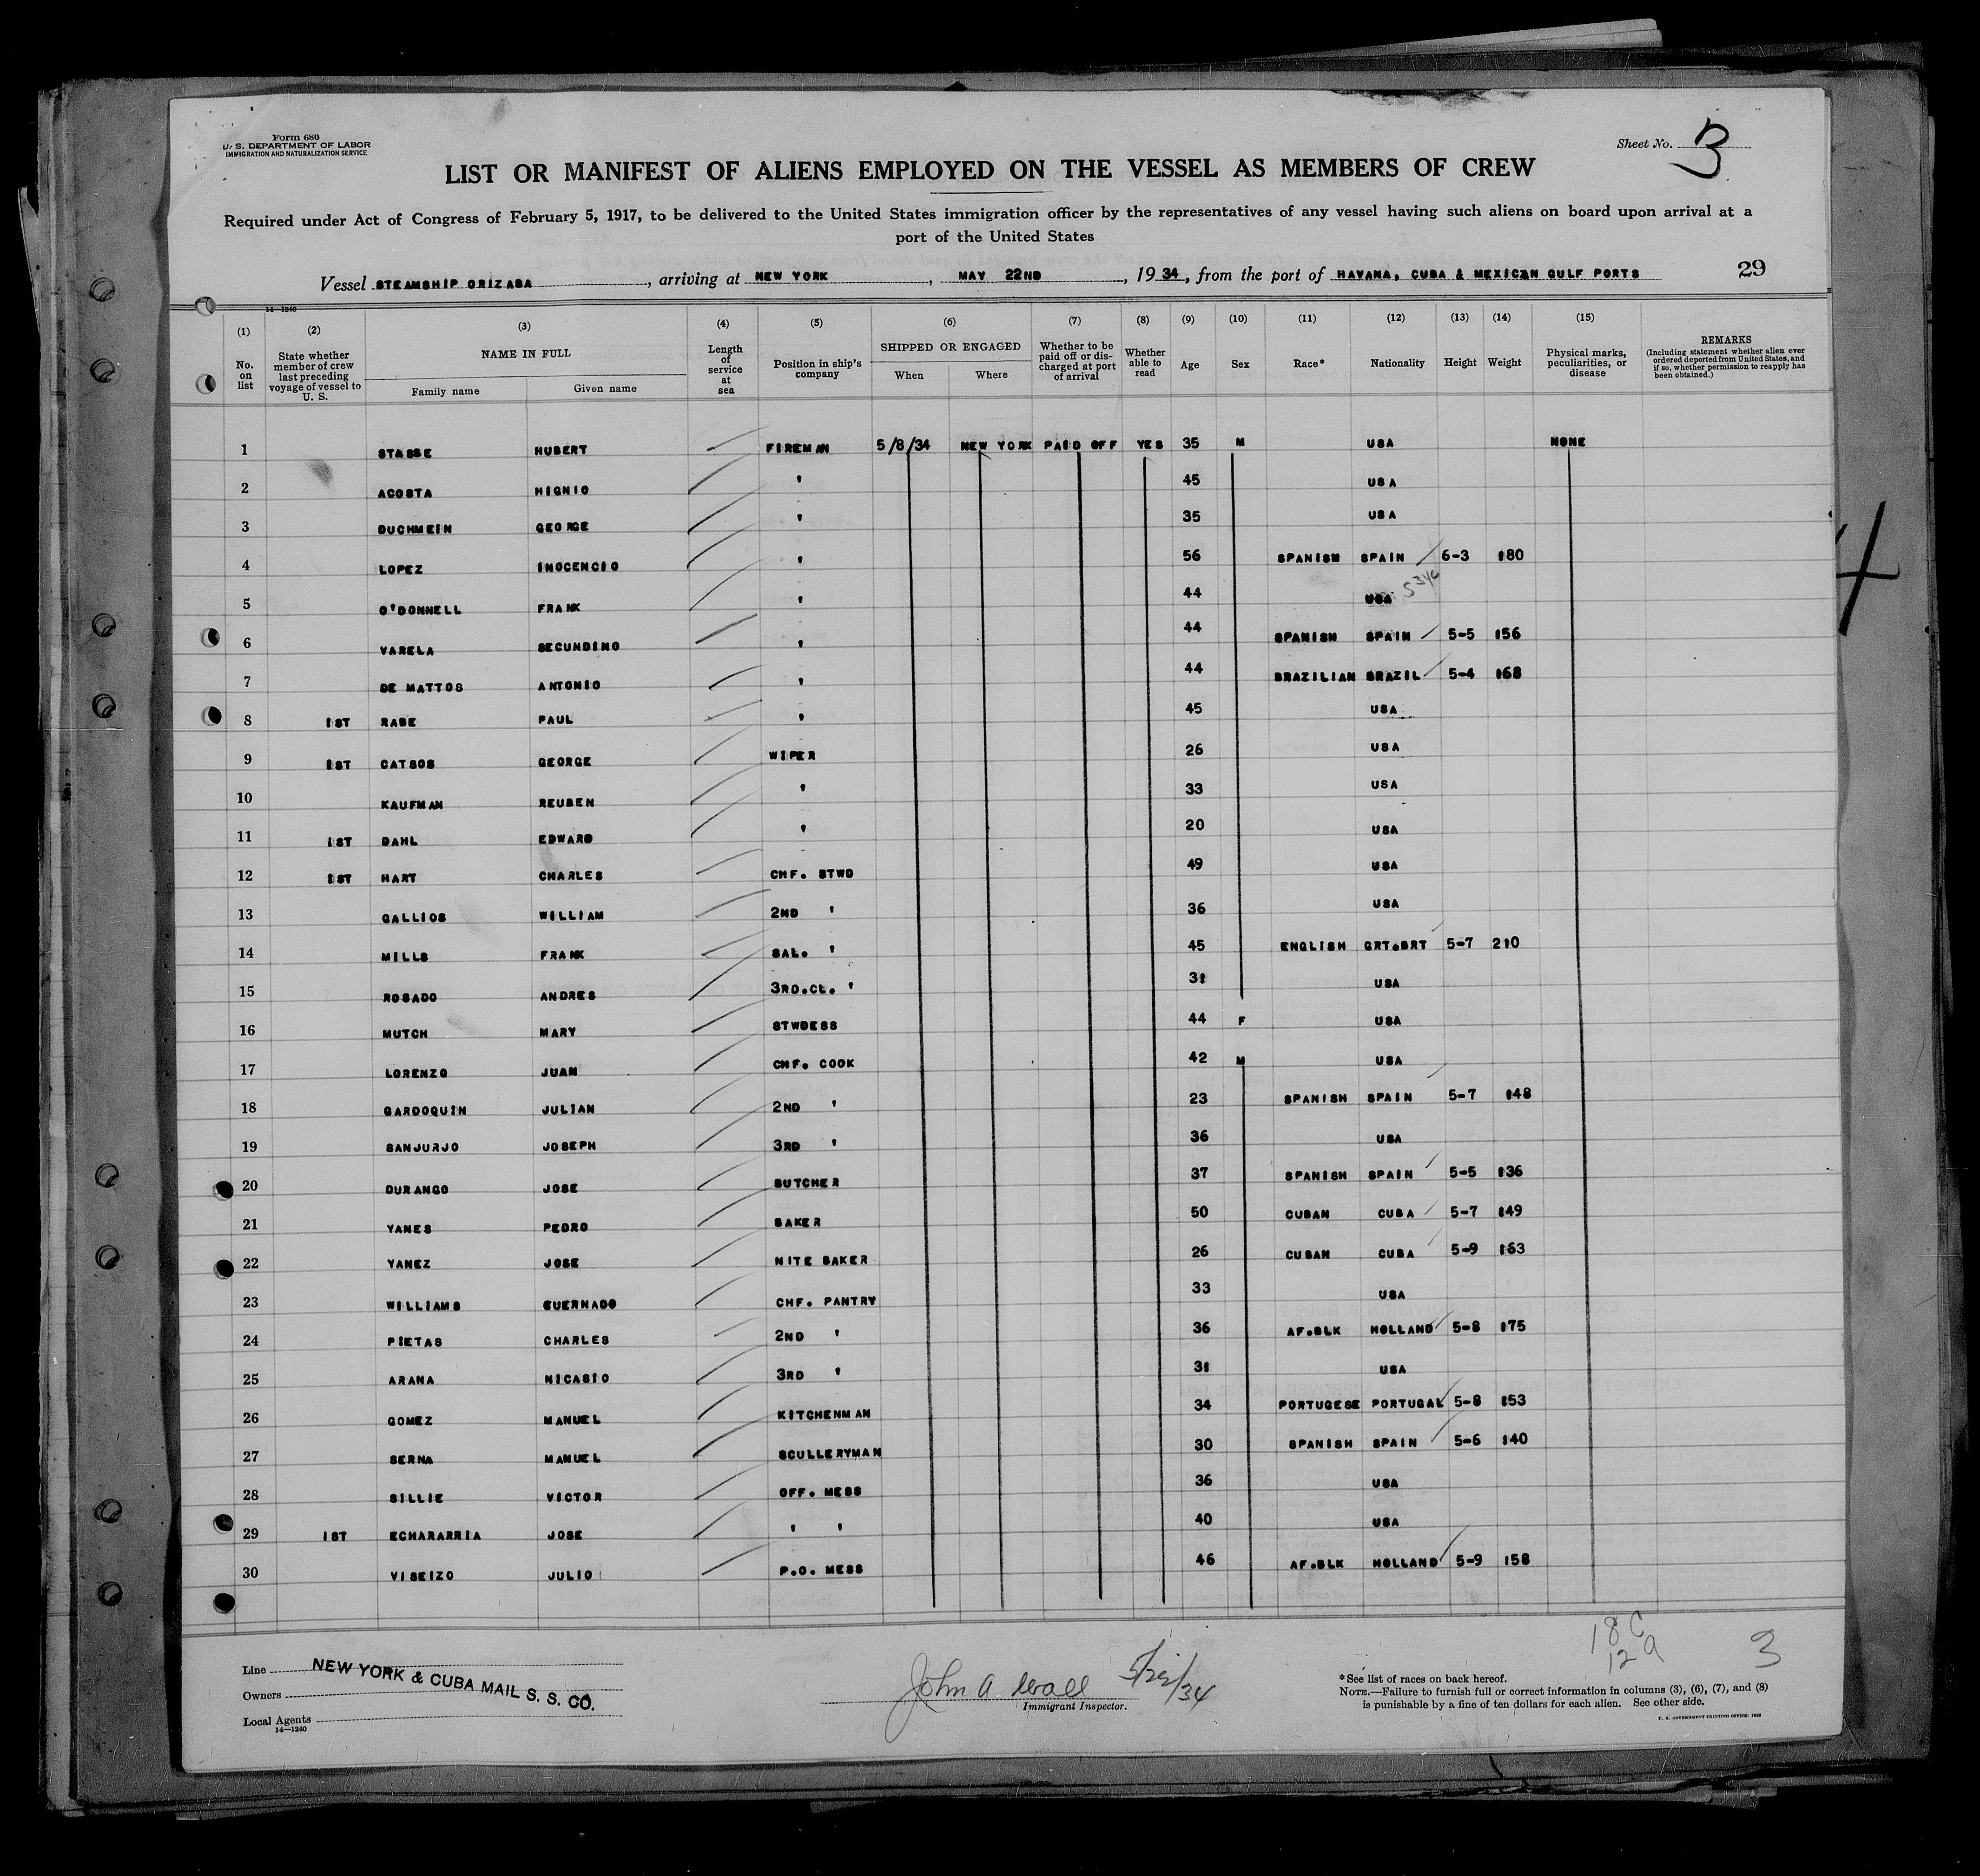 Form 680
U. S. DEPARTMENT OF LABOR
IMMIGRATION AND NATURALIZATION SERVICE
Sheet No. 3
LIST OR MANIFEST OF ALIENS EMPLOYED ON THE VESSEL AS MEMBERS OF CREW
Required under Act of Congress of February 5, 1917, to be delivered to the United States immigration officer by the representatives of any vessel having such aliens on board upon arrival at a
port of the United States
Vessel STEAMSHIP ORIZABA, arriving at NEW YORK, MAY 22ND, 1934, from the port of HAVANA, CUBA & MEXICAN GULF PORTS 29
14—1240
(1) (2) (3) (4) (5) (6) (7) (8) (9) (10) (11) (12) (13) (14) (15)
No. on list
State whether member of crew last preceding voyage of vessel to U. S.
NAME IN FULL
Family name
Given name
Length of service at sea
Position in ship's company
SHIPPED OR ENGAGED
When
Where
Whether to be paid off or discharged at port of arrival
Whether able to read
Age
Sex
Race*
Nationality
Height
Weight
Physical marks, peculiarities, or disease
REMARKS
(Including statement whether alien ever ordered deported from United States, and if so, whether permission to reapply has been obtained.)
1 STASSE HUBERT FIREMAN 5/8/34 NEW YORK PAID OFF YES 35 M USA NONE
2 ACOSTA HIGNIO ' 45 USA
3 DUCHMEIN GEORGE ' 35 USA
4 LOPEZ INOCENCIO ' 56 SPANISH SPAIN 6-3 180
5 O'DONNELL FRANK ' 44 USA
6 VARELA SECUNDINO ' 44 SPANISH SPAIN 5-5 156
7 DE MATTOS ANTONIO ' 44 BRAZILIAN BRAZIL 5-4 168
8 1ST RABE PAUL ' 45 USA
9 1ST CATSOS GEORGE WIPER 26 USA
10 KAUFMAN REUBEN ' 33 USA
11 1ST DAHL EDWARD ' 20 USA
12 1ST HART CHARLES CHF. STWD 49 USA
13 GALLIOS WILLIAM 2ND ' 36 USA
14 MILLS FRANK SAL. ' 45 ENGLISH GRT.BRT 5-7 210
15 ROSADO ANDRES 3RD.CL. ' 31 USA
16 MUTCH MARY STWDESS 44 F USA
17 LORENZO JUAN CHF. COOK 42 M USA
18 GARDOQUIN JULIAN 2ND ' 23 SPANISH SPAIN 5-7 148
19 SANJURJO JOSEPH 3RD ' 36 USA
20 DURANGO JOSE BUTCHER 37 SPANISH SPAIN 5-5 136
21 YANES PEDRO BAKER 50 CUBAN CUBA 5-7 149
22 YANEZ JOSE NITE BAKER 26 CUBAN CUBA 5-9 163
23 WILLIAMS GUERNADO CHF. PANTRY 33 USA
24 PIETAS CHARLES 2ND ' 36 AF.BLK HOLLAND 5-8 175
25 ARANA NICASIO 3RD ' 31 USA
26 GOMEZ MANUEL KITCHENMAN 34 PORTUGESE PORTUGAL 5-8 153
27 SERNA MANUEL SCULLERYMAN 30 SPANISH SPAIN 5-6 140
28 SILLIE VICTOR OFF. MESS 36 USA
29 1ST ECHARARRIA JOSE ' ' 40 USA
30 VISEIZO JULIO P.O. MESS 46 AF.BLK HOLLAND 5-9 158
18 C
12 a
3
Line NEW YORK & CUBA MAIL S. S. CO.
Owners
Local Agents
14—1240
John A. Wall 5/22/34
Immigrant Inspector.
*See list of races on back hereof.
NOTE.—Failure to furnish full or correct information in columns (3), (6), (7), and (8)
is punishable by a fine of ten dollars for each alien. See other side.
U. S. GOVERNMENT PRINTING OFFICE: 1933
4